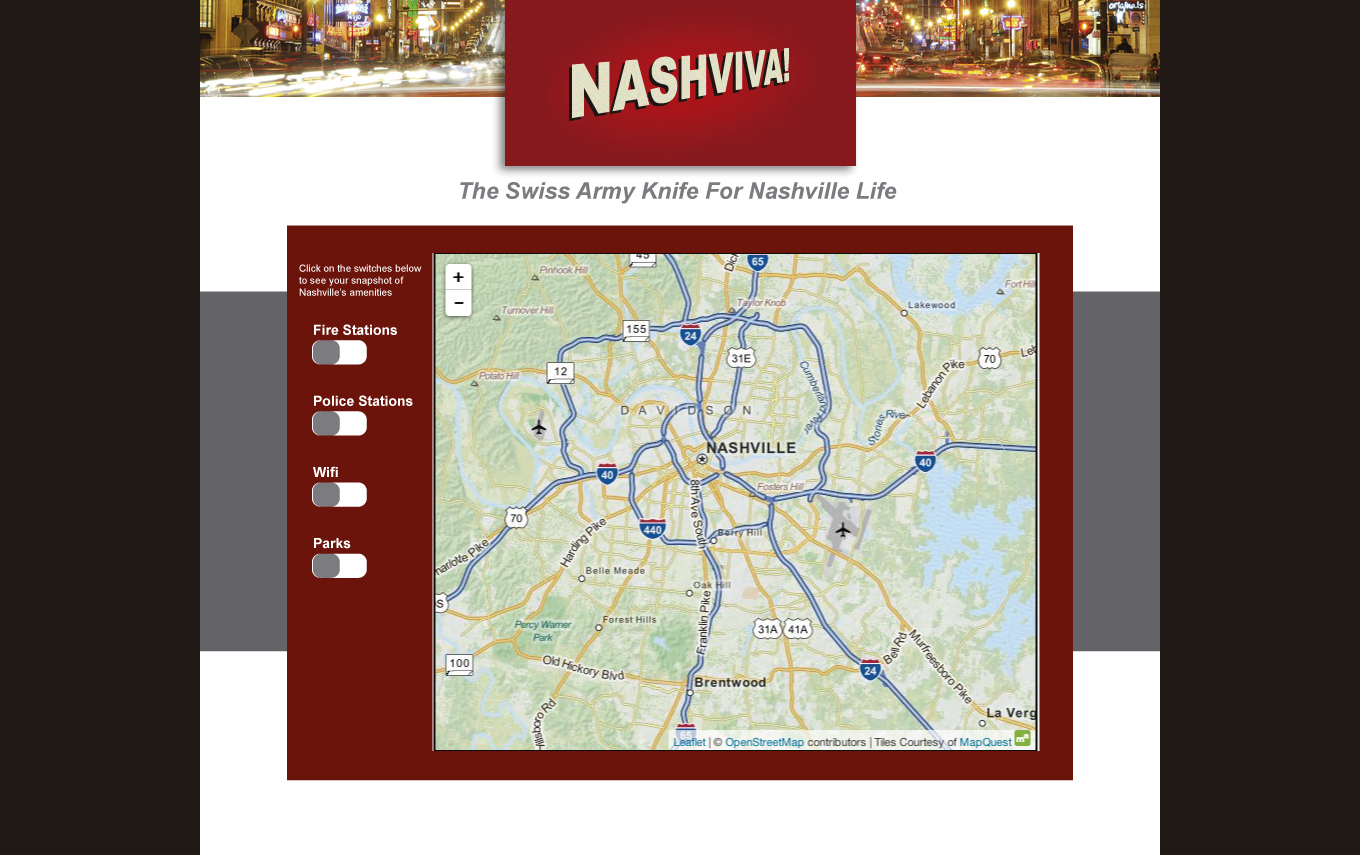 originals
NASHVIVA!
The Swiss Army Knife For Nashville Life
Click on the switches below
to see your snapshot of
Nashville's amenities
Fire Stations
Police Stations
Wifi
Parks
+
−
45
65
Pinhook Hill
Fort Hill
Turnover Hill
Taylor Knob
Lakewood
155
24
31E
70
12
Potato Hill
Cumberland River
Lebanon Pike
DAVIDSON
Stones River
NASHVILLE
40
40
Fosters Hill
8th Ave South
70
440
Berry Hill
Harding Pike
Belle Meade
Oak Hill
Franklin Pike
Percy Warner
Park
Forest Hills
31A
41A
100
Old Hickory Blvd
24
Bell Rd
Murfreesboro Pike
Brentwood
La Verg
65
Leaflet | © OpenStreetMap contributors | Tiles Courtesy of MapQuest